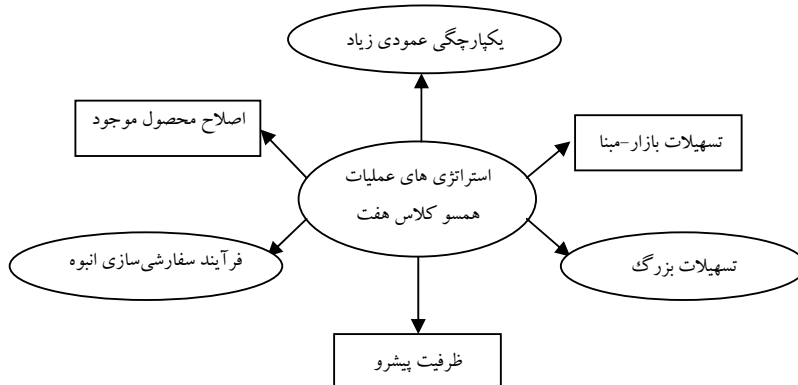 یکپارچگی عمودی زیاد
اصلاح محصول موجود
تسهیلات بازار-مبنا
استراتژی های عملیات
همسو کلاس هفت
فرآیند سفارشی‌سازی انبوه
تسهیلات بزرگ
ظرفیت پیشرو